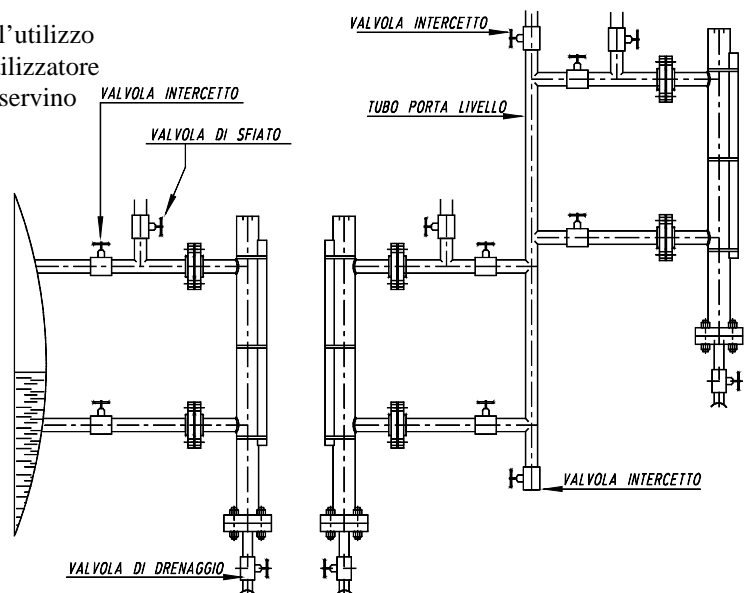 l’utilizzo
ilizzatore
servino
VALVOLA INTERCETTO
VALVOLA DI SFIATO
VALVOLA INTERCETTO
TUBO PORTA LIVELLO
VALVOLA INTERCETTO
VALVOLA DI DRENAGGIO